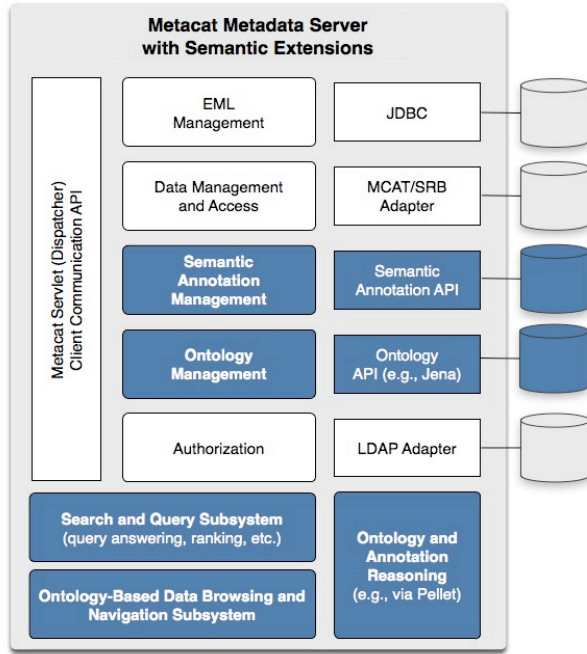 Metacat Metadata Server
with Semantic Extensions
Metacat Servlet (Dispatcher)
Client Communication API
EML
Management
JDBC
Data Management
and Access
MCAT/SRB
Adapter
Semantic
Annotation
Management
Semantic
Annotation API
Ontology
Management
Ontology
API (e.g., Jena)
Authorization
LDAP Adapter
Search and Query Subsystem
(query answering, ranking, etc.)
Ontology-Based Data Browsing and
Navigation Subsystem
Ontology and
Annotation
Reasoning
(e.g., via Pellet)